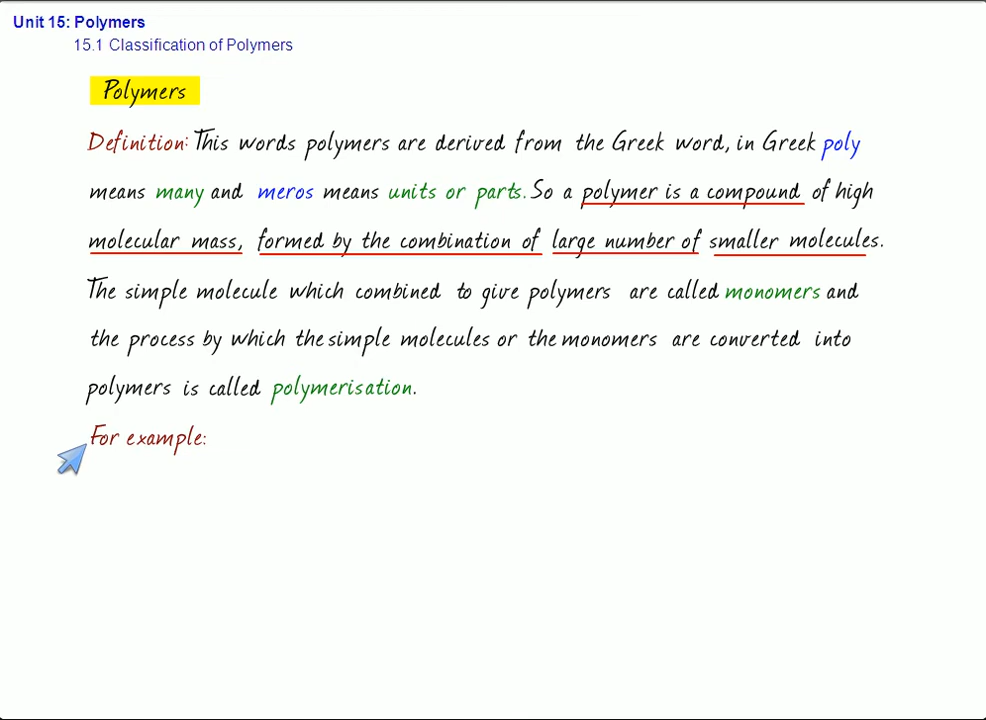 Unit 15: Polymers
15.1 Classification of Polymers
Polymers
Definition: This words polymers are derived from the Greek word, in Greek poly
means many and meros means units or parts. So a polymer is a compound of high
molecular mass, formed by the combination of large number of smaller molecules.
The simple molecule which combined to give polymers are called monomers and
the process by which the simple molecules or the monomers are converted into
polymers is called polymerisation.
For example: